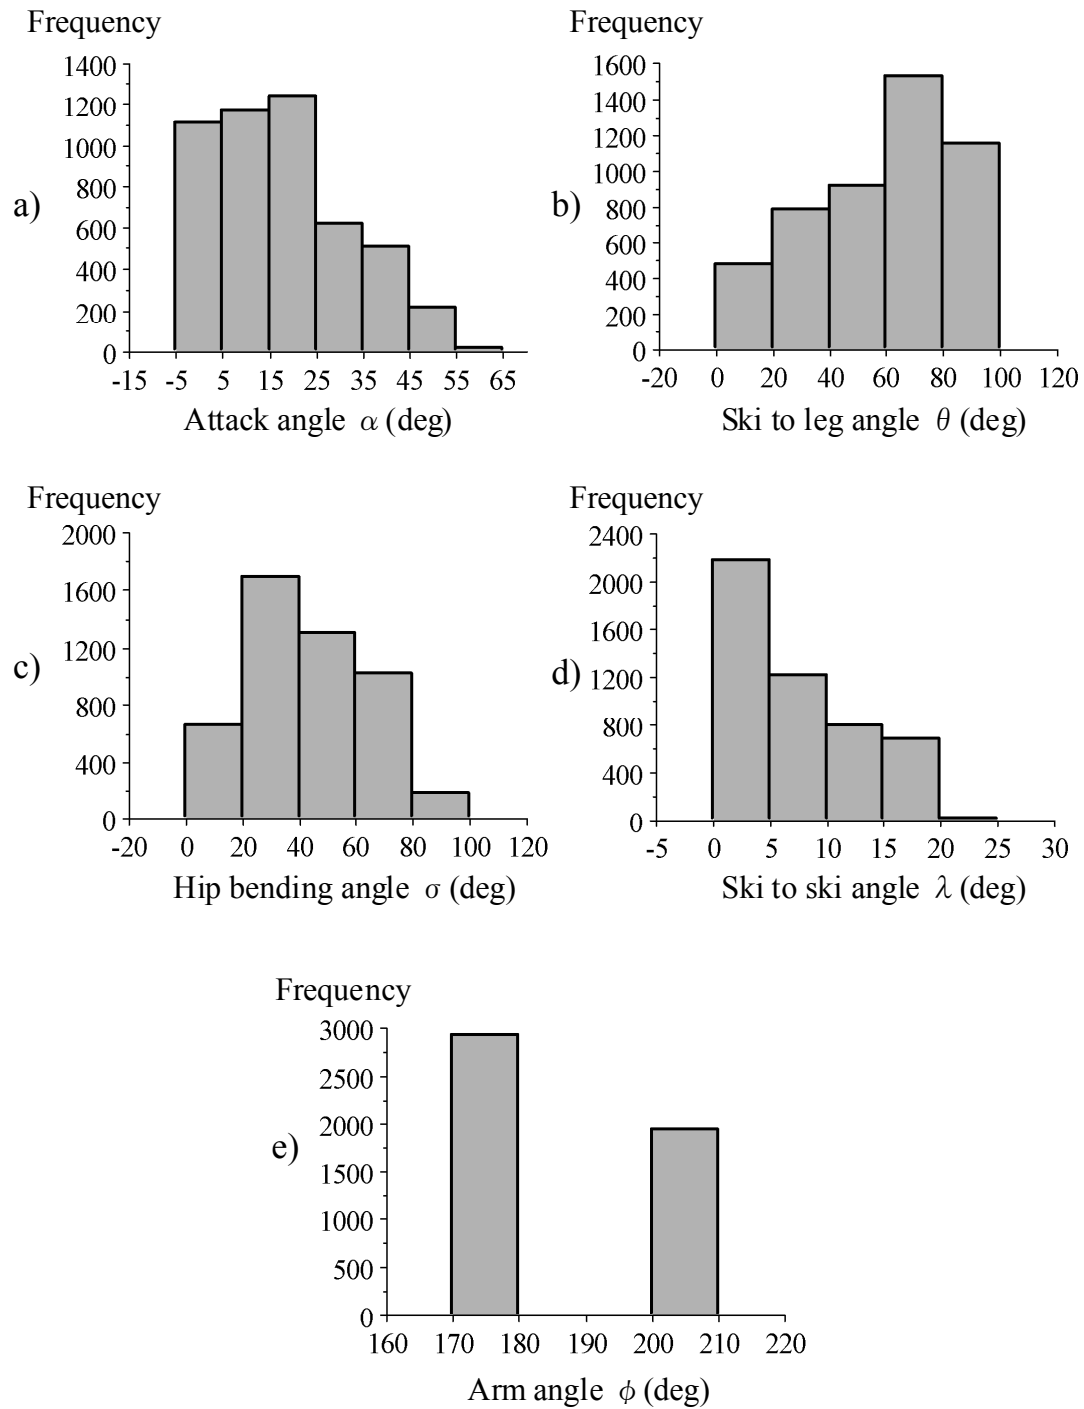 Frequency
1400
1200
1000
800
600
400
200
0
-15 -5 5 15 25 35 45 55 65
Attack angle α (deg)
a)
Frequency
1600
1400
1200
1000
800
600
400
200
0
-20 0 20 40 60 80 100 120
Ski to leg angle θ (deg)
b)
Frequency
2000
1600
1200
800
400
0
-20 0 20 40 60 80 100 120
Hip bending angle σ (deg)
c)
Frequency
2400
2000
1600
1200
800
400
0
-5 0 5 10 15 20 25 30
Ski to ski angle λ (deg)
d)
Frequency
3000
2500
2000
1500
1000
500
0
160 170 180 190 200 210 220
Arm angle ϕ (deg)
e)